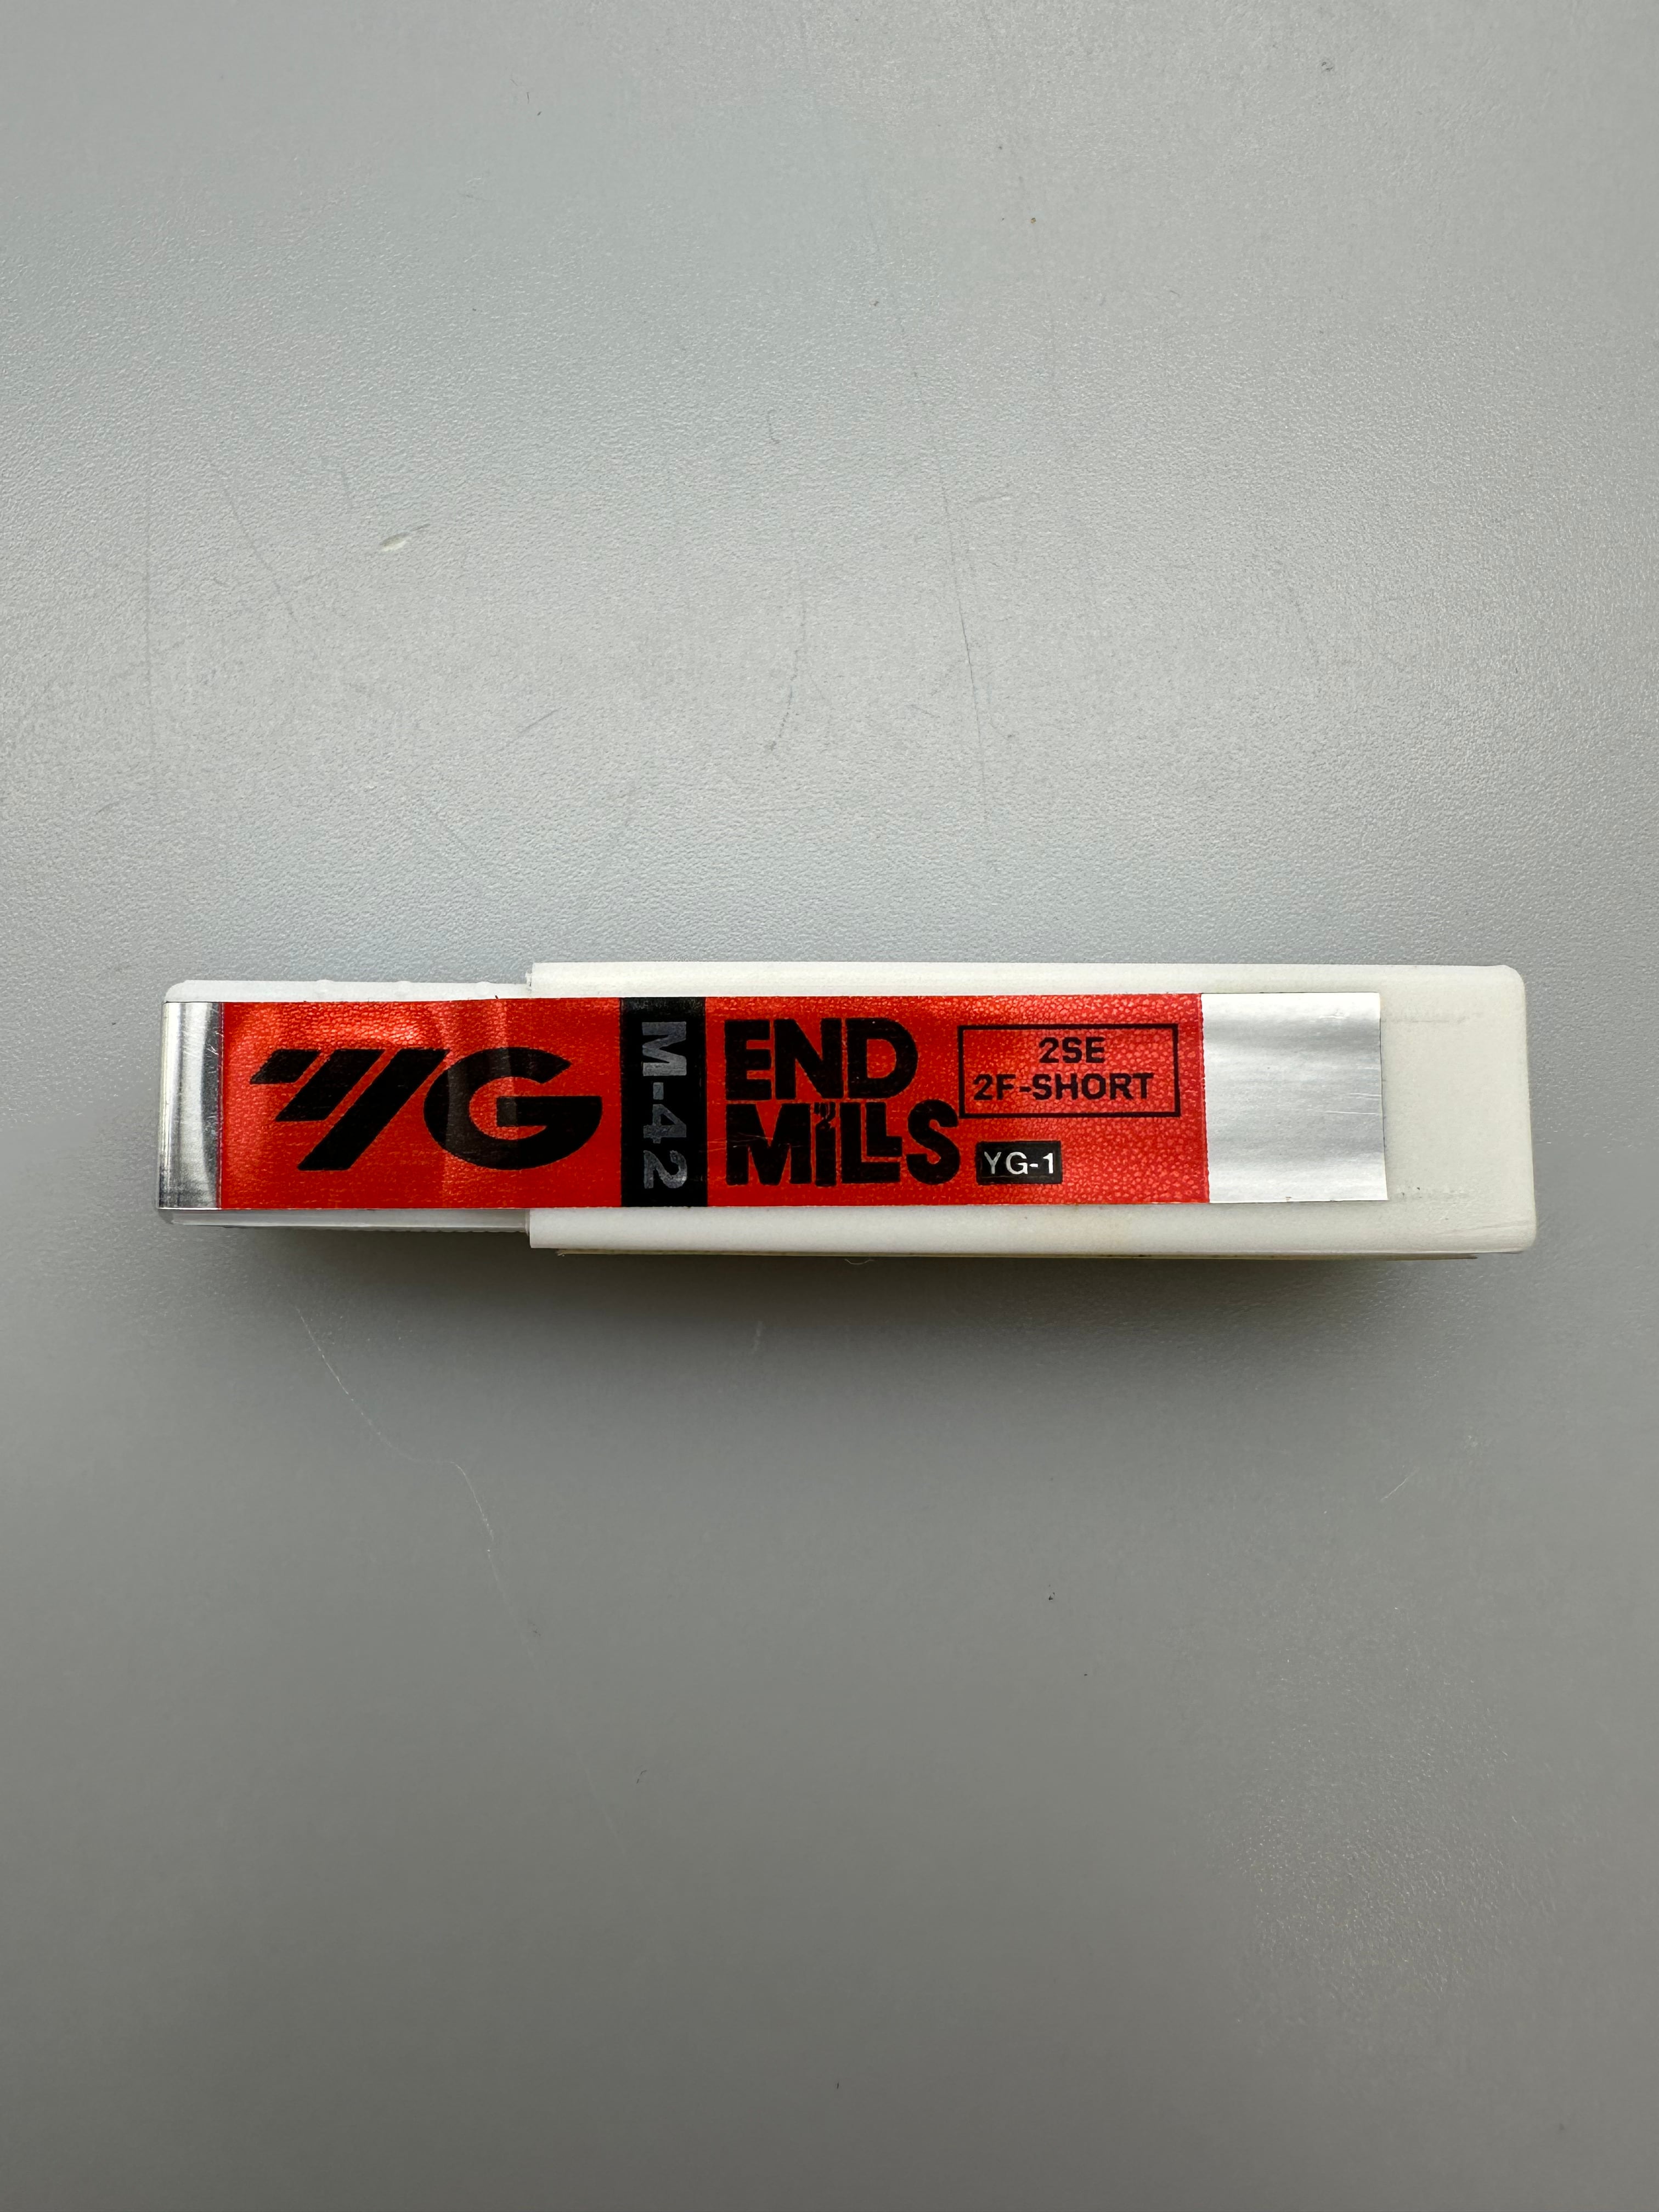 YG
M-42
END
MILLS
2SE
2F-SHORT
YG-1